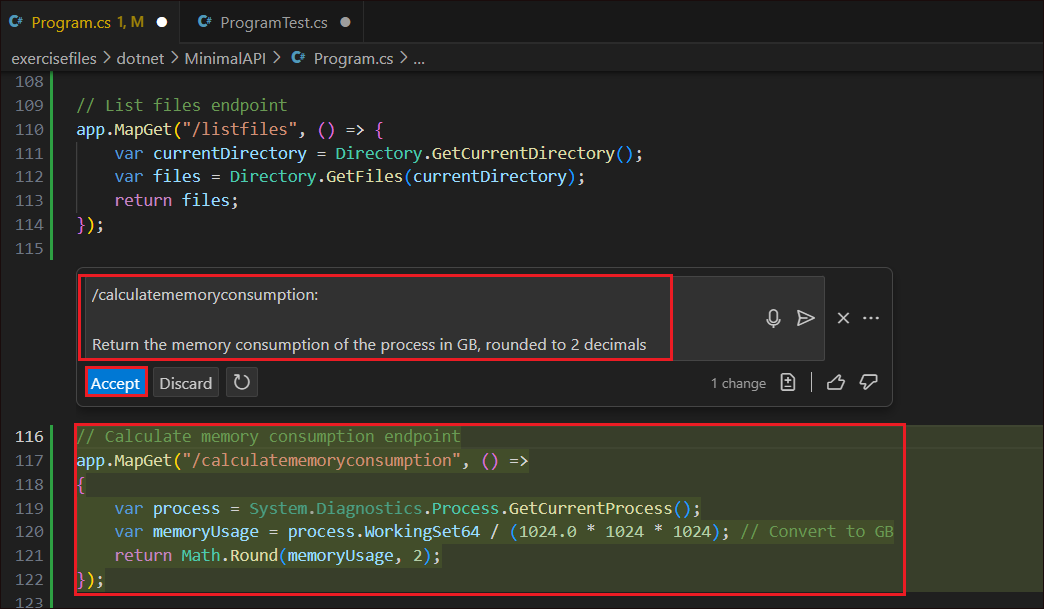 C# Program.cs 1, M ● C# ProgramTest.cs ●
exercisefiles > dotnet > MinimalAPI > C# Program.cs > ...
108
109 // List files endpoint
110 app.MapGet("/listfiles", () => {
111     var currentDirectory = Directory.GetCurrentDirectory();
112     var files = Directory.GetFiles(currentDirectory);
113     return files;
114 });
115
/calculatememoryconsumption:
Return the memory consumption of the process in GB, rounded to 2 decimals
Accept Discard 1 change
116 // Calculate memory consumption endpoint
117 app.MapGet("/calculatememoryconsumption", () =>
118 {
119     var process = System.Diagnostics.Process.GetCurrentProcess();
120     var memoryUsage = process.WorkingSet64 / (1024.0 * 1024 * 1024); // Convert to GB
121     return Math.Round(memoryUsage, 2);
122 });
123